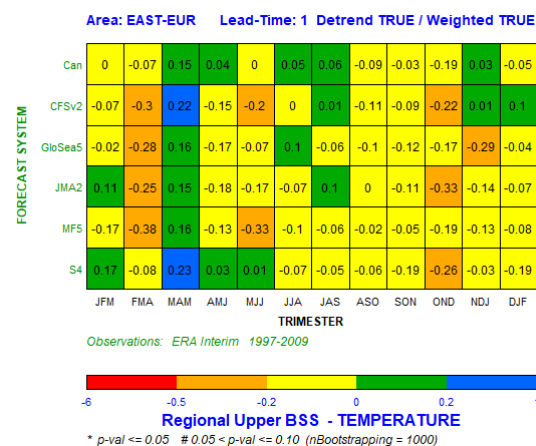 Area: EAST-EUR Lead-Time: 1 Detrend TRUE / Weighted TRUE
FORECAST SYSTEM
Can 0 -0.07 0.15 0.04 0 0.05 0.06 -0.09 -0.03 -0.19 0.03 -0.05
CFSv2 -0.07 -0.3 0.22 -0.15 -0.2 0 0.01 -0.11 -0.09 -0.22 0.01 0.1
GloSea5 -0.02 -0.28 0.16 -0.17 -0.07 0.1 -0.06 -0.1 -0.12 -0.17 -0.29 -0.04
JMA2 0.11 -0.25 0.15 -0.18 -0.17 -0.07 0.1 0 -0.11 -0.33 -0.14 -0.07
MF5 -0.17 -0.38 0.16 -0.13 -0.33 -0.1 -0.06 -0.02 -0.05 -0.19 -0.13 -0.08
S4 0.17 -0.08 0.23 0.03 0.01 -0.07 -0.05 -0.06 -0.19 -0.26 -0.03 -0.19
JFM FMA MAM AMJ MJJ JJA JAS ASO SON OND NDJ DJF
TRIMESTER
Observations: ERA Interim 1997-2009
-6 -0.5 -0.2 0 0.2
Regional Upper BSS - TEMPERATURE
* p-val <= 0.05 # 0.05 < p-val <= 0.10 (nBootstrapping = 1000)